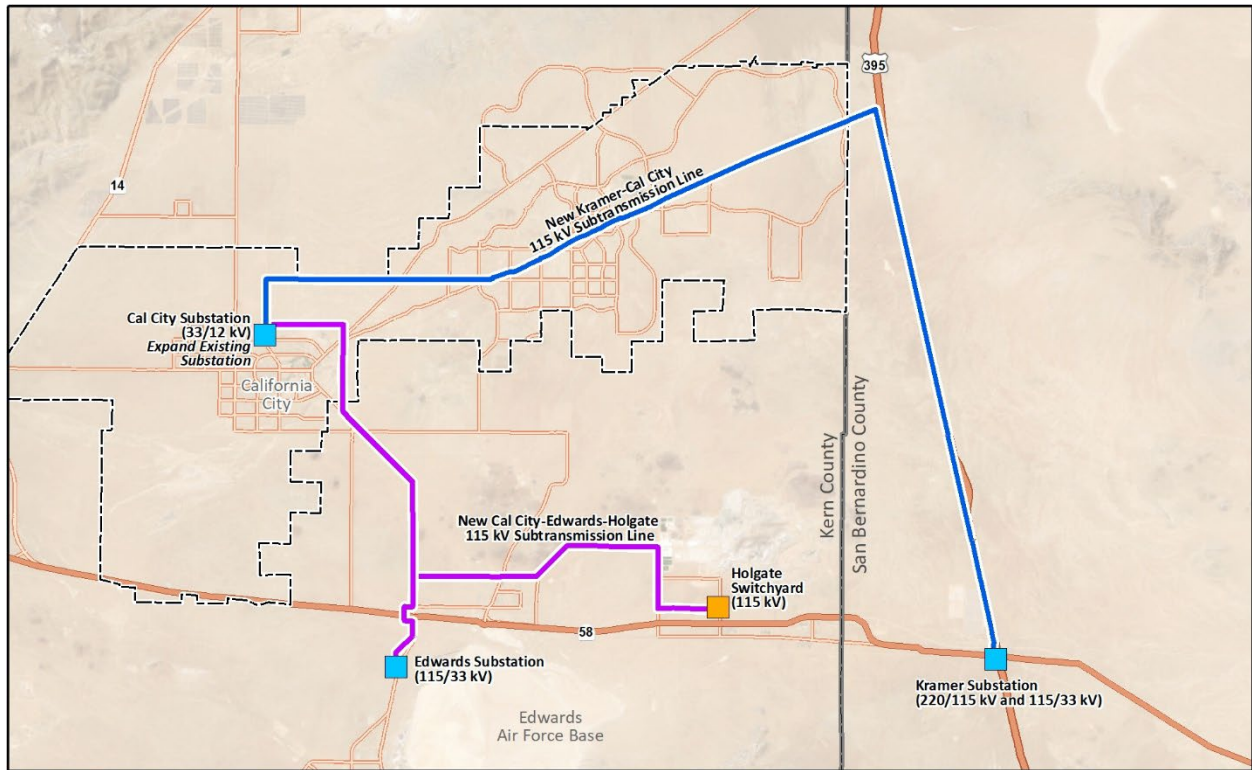 395
14
New Kramer-Cal City
115 kV Subtransmission Line
Cal City Substation
(33/12 kV)
Expand Existing
Substation
California
City
Kern County
San Bernardino County
New Cal City-Edwards-Holgate
115 kV Subtransmission Line
Holgate
Switchyard
(115 kV)
58
Edwards Substation
(115/33 kV)
Kramer Substation
(220/115 kV and 115/33 kV)
Edwards
Air Force Base